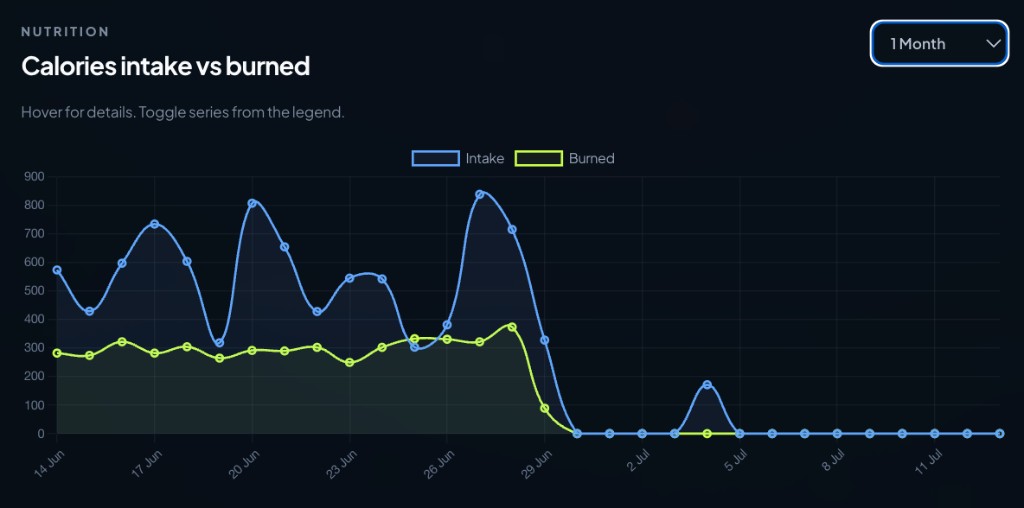 NUTRITION
Calories intake vs burned
1 Month
Hover for details. Toggle series from the legend.
Intake
Burned
900
800
700
600
500
400
300
200
100
0
14 Jun
17 Jun
20 Jun
23 Jun
26 Jun
29 Jun
2 Jul
5 Jul
8 Jul
11 Jul